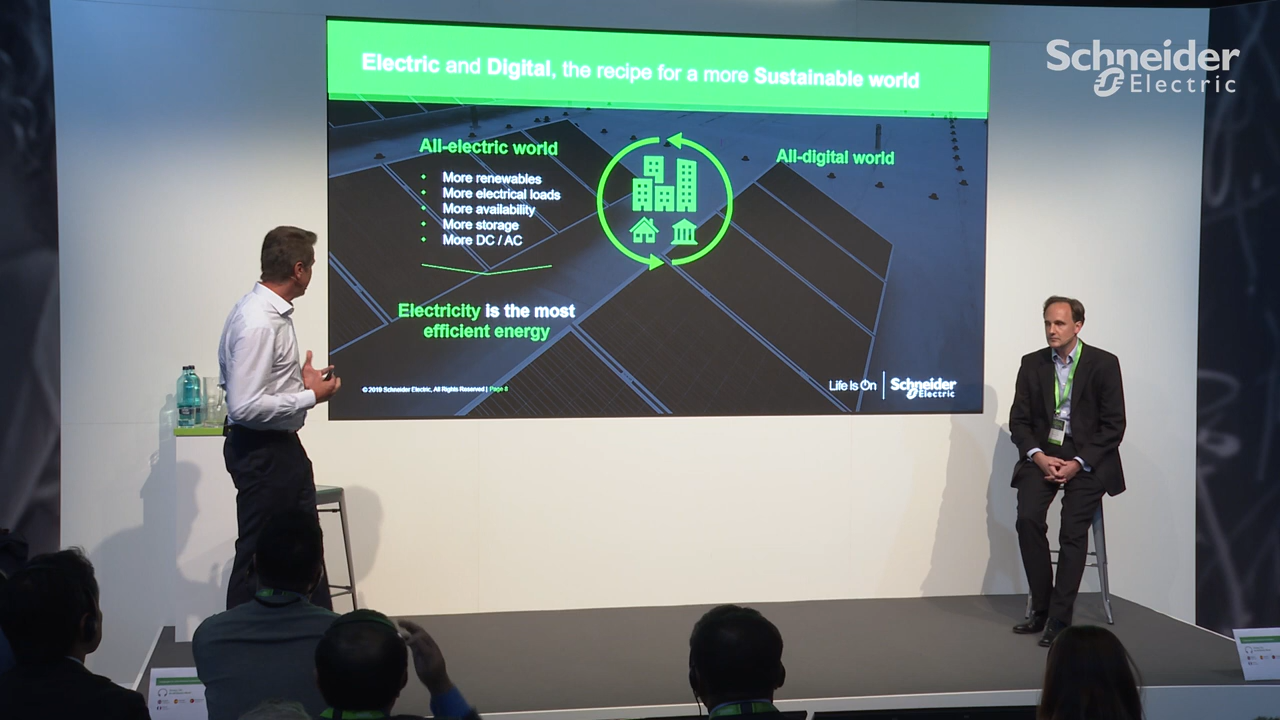 Schneider
Electric
Electric and Digital, the recipe for a more Sustainable world
All-electric world
• More renewables
• More electrical loads
• More availability
• More storage
• More DC / AC
All-digital world
Electricity is the most
efficient energy
© 2019 Schneider Electric, All Rights Reserved | Page 8
Life Is On
Schneider
Electric